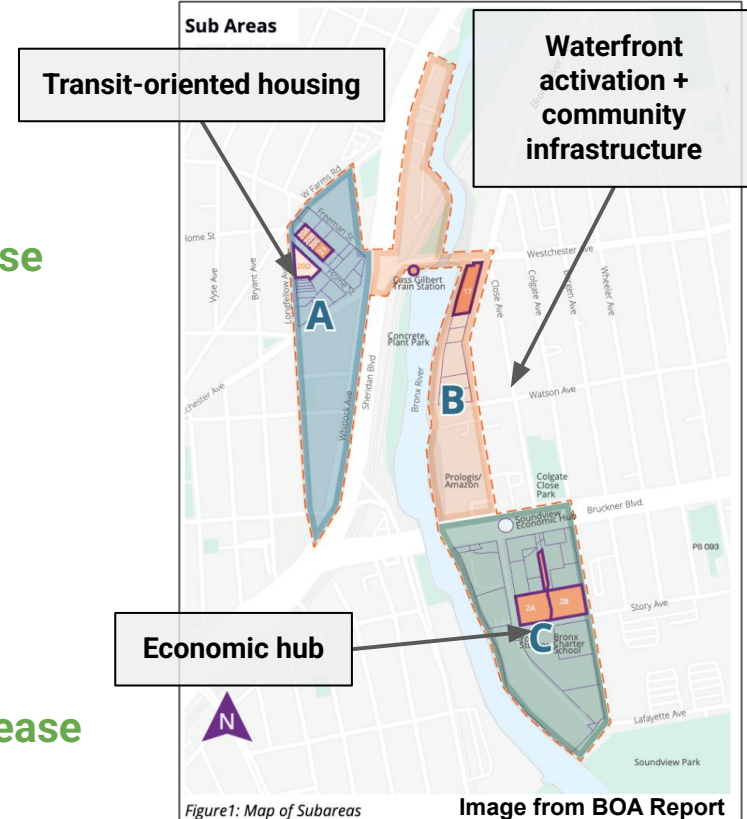 Sub Areas
Transit-oriented housing
Waterfront
activation +
community
infrastructure
se
W Farms Rd
Freeman St
Home St
Home St
Longfellow Ave
Vyse Ave
Bryant Ave
A
Cass Gilbert
Train Station
Westchester Ave
17
Close Ave
Colgate Ave
Wheeler Ave
Concrete
Plant Park
Sheridan Blvd
Bronx River
B
Watson Ave
chester Ave
Whitlock Ave
Prologis/
Amazon
Colgate
Close
Park
Bruckner Blvd.
Soundview
Economic Hub
PS 093
2A
2B
Story Ave
Economic hub
C
Bronx
Charter
School
ease
N
Lafayette Ave
Soundview Park
Figure1: Map of Subareas
Image from BOA Report